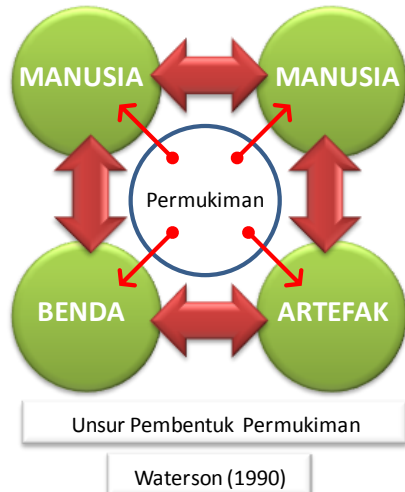 MANUSIA MANUSIA
Permukiman
BENDA ARTEFAK
Unsur Pembentuk Permukiman
Waterson (1990)